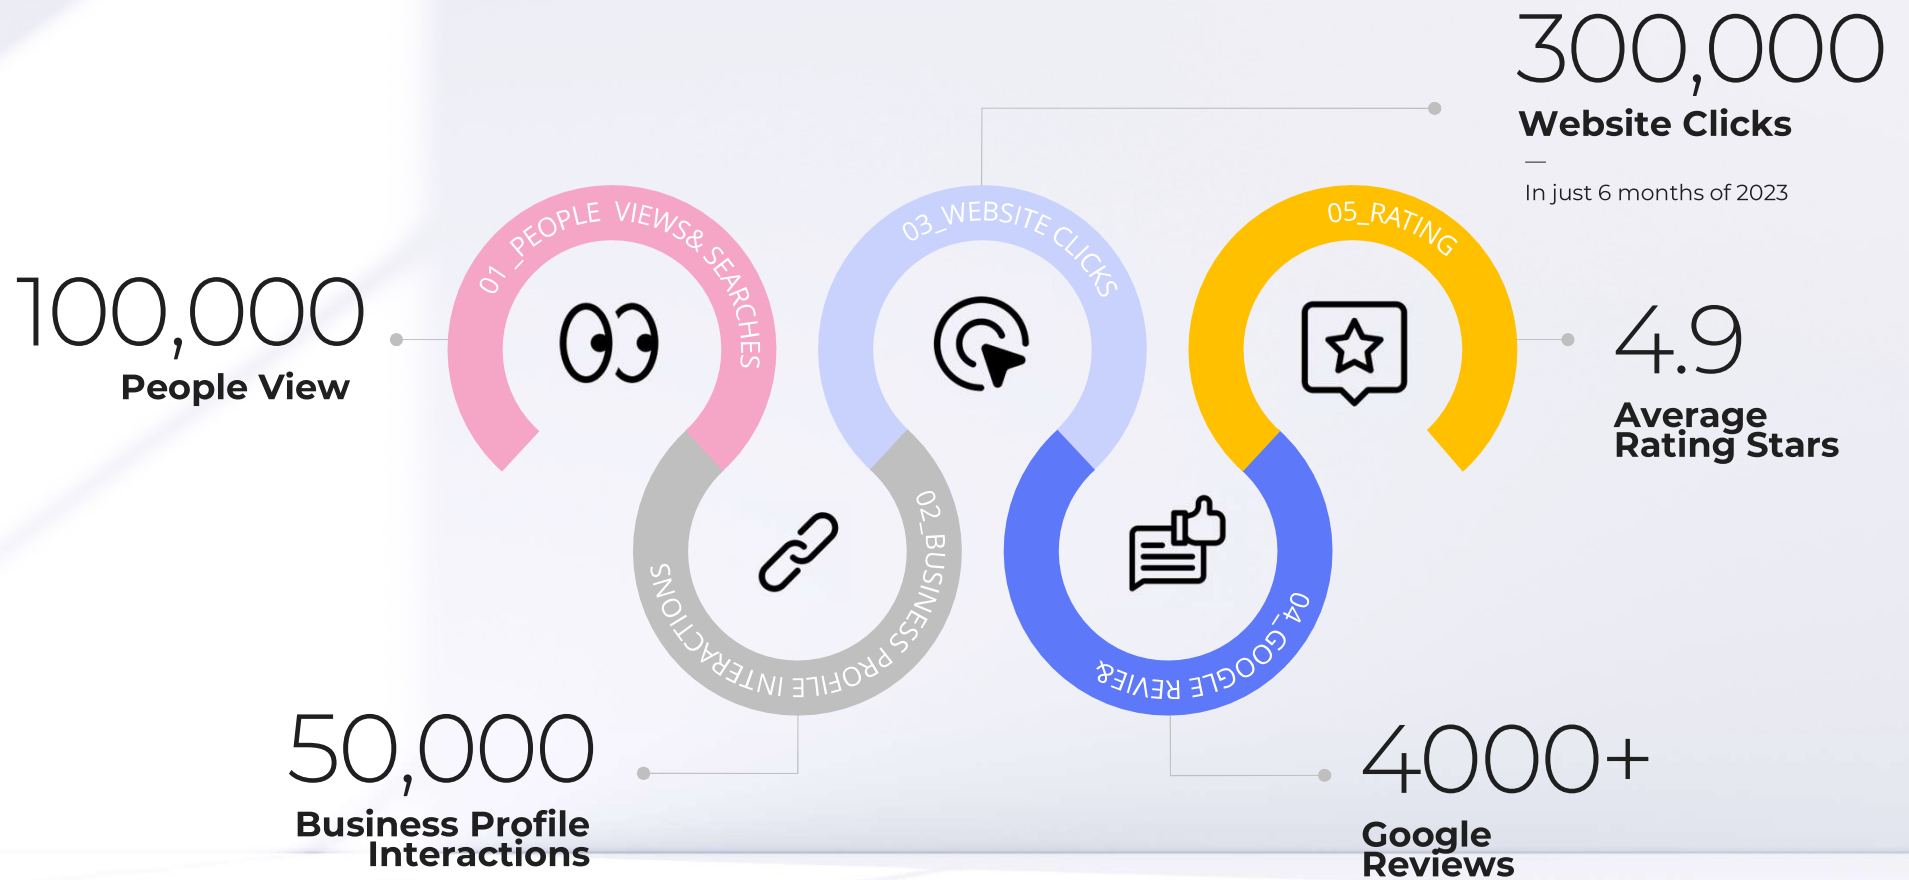 300,000
Website Clicks
In just 6 months of 2023
01_PEOPLE VIEWS& SEARCHES
03_WEBSITE CLICKS
05_RATING
100,000
People View
4.9
Average
Rating Stars
02_BUSINESS PROFILE INTERACTIONS
04_GOOGLE REVIE&
50,000
Business Profile
Interactions
4000+
Google
Reviews